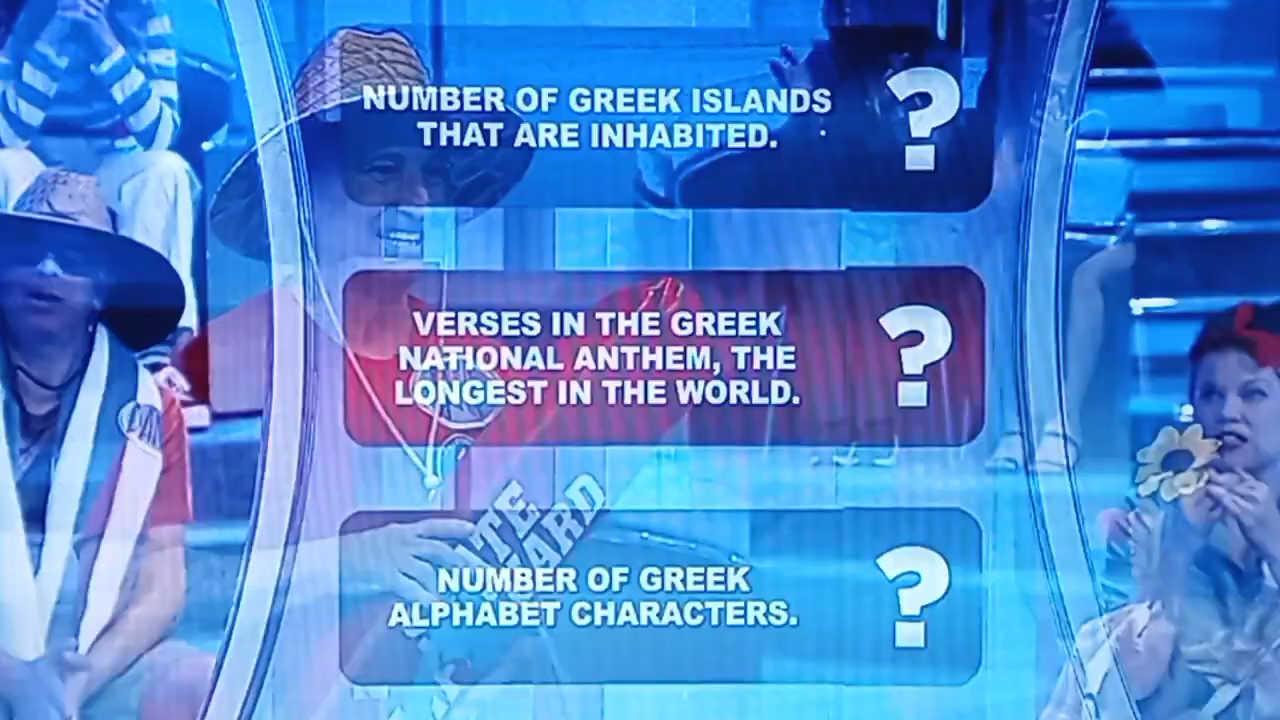 NUMBER OF GREEK ISLANDS
THAT ARE INHABITED.
?
VERSES IN THE GREEK
NATIONAL ANTHEM, THE
LONGEST IN THE WORLD.
?
NUMBER OF GREEK
ALPHABET CHARACTERS.
?